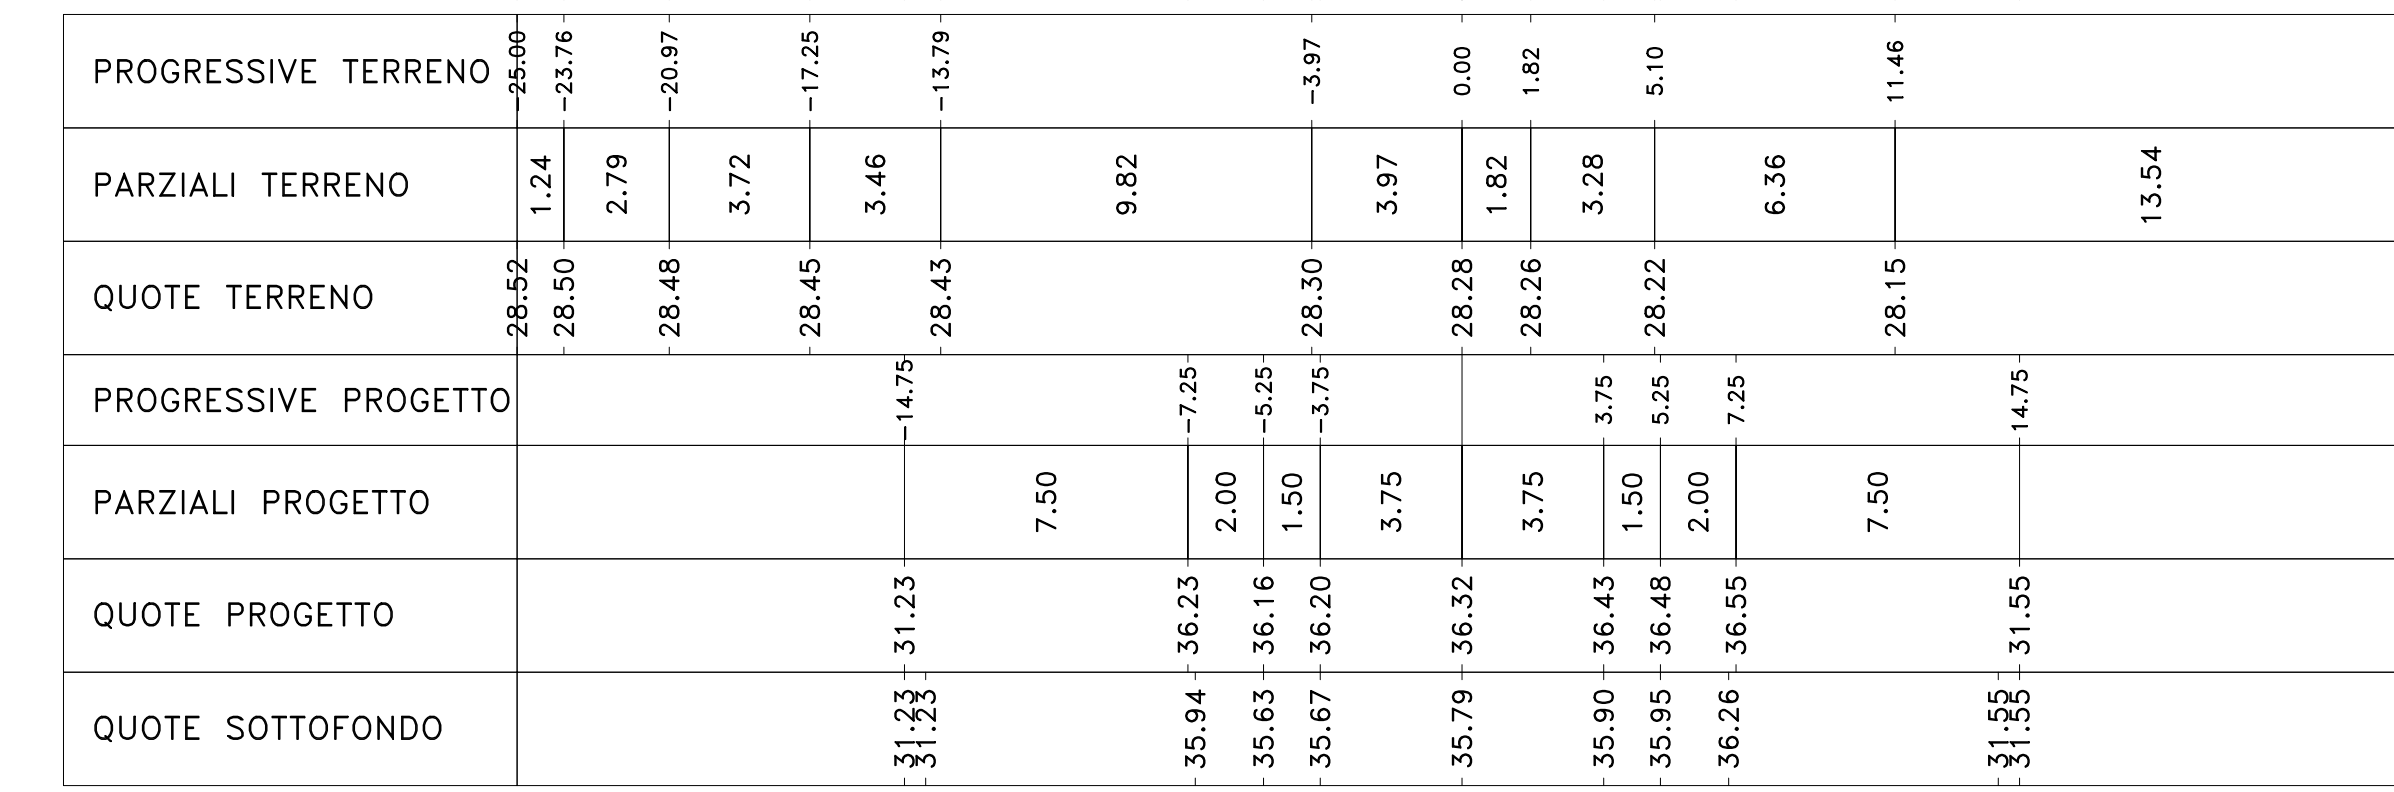 PROGRESSIVE TERRENO -25.00 -23.76 -20.97 -17.25 -13.79 -3.97 0.00 1.82 5.10 11.46
PARZIALI TERRENO 1.24 2.79 3.72 3.46 9.82 3.97 1.82 3.28 6.36 13.54
QUOTE TERRENO 28.52 28.50 28.48 28.45 28.43 28.30 28.28 28.26 28.22 28.15
PROGRESSIVE PROGETTO -14.75 -7.25 -5.25 -3.75 3.75 5.25 7.25 14.75
PARZIALI PROGETTO 7.50 2.00 1.50 3.75 3.75 1.50 2.00 7.50
QUOTE PROGETTO 31.23 36.23 36.16 36.20 36.32 36.43 36.48 36.55 31.55
QUOTE SOTTOFONDO 31.23 31.23 35.94 35.63 35.67 35.79 35.90 35.95 36.26 31.55 31.55